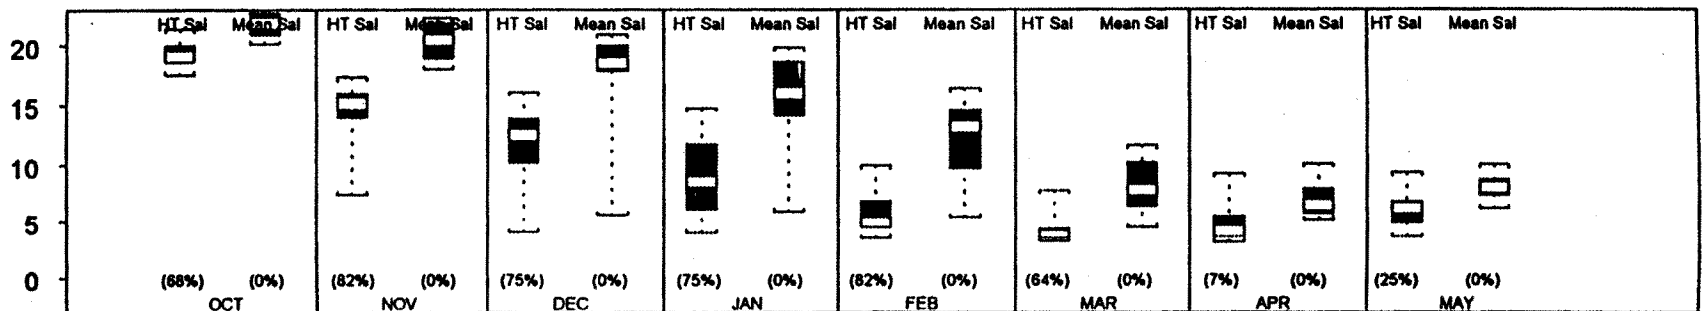 HT Sal Mean Sal HT Sal Mean Sal HT Sal Mean Sal HT Sal Mean Sal HT Sal Mean Sal HT Sal Mean Sal HT Sal Mean Sal HT Sal Mean Sal
20
15
10
5
0
(68%) (0%) (82%) (0%) (75%) (0%) (75%) (0%) (82%) (0%) (64%) (0%) (7%) (0%) (25%) (0%)
OCT NOV DEC JAN FEB MAR APR MAY